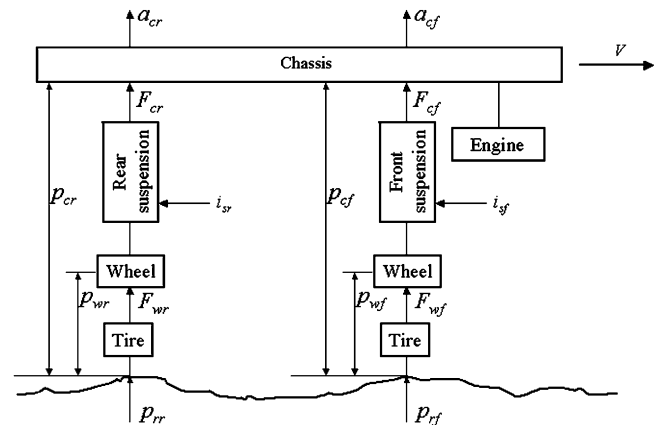 a_cr a_cf
V
Chassis
F_cr F_cf
Engine
Rear suspension
Front suspension
p_cr p_cf
i_sr i_sf
Wheel Wheel
p_wr F_wr p_wf F_wf
Tire Tire
p_rr p_rf